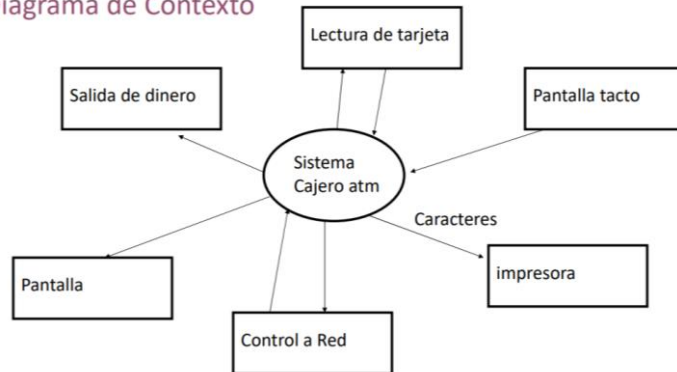 iagrama de Contexto
Lectura de tarjeta
Salida de dinero
Pantalla tacto
Sistema
Cajero atm
Caracteres
Pantalla
impresora
Control a Red